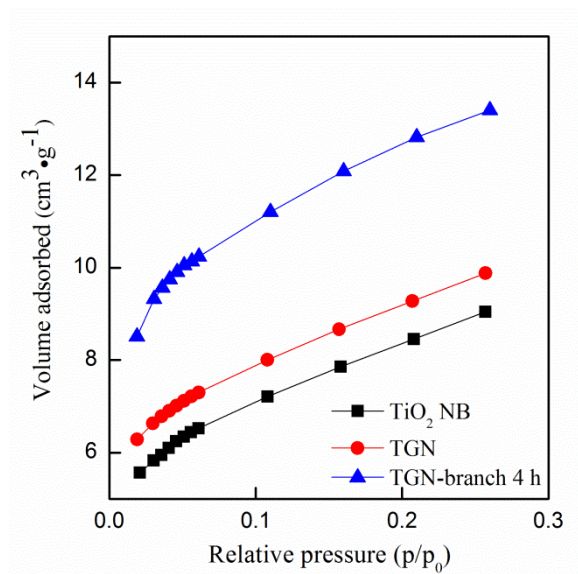 Volume adsorbed (cm³•g⁻¹)
14
12
10
8
6
TiO₂ NB
TGN
TGN-branch 4 h
0.0 0.1 0.2 0.3
Relative pressure (p/p₀)